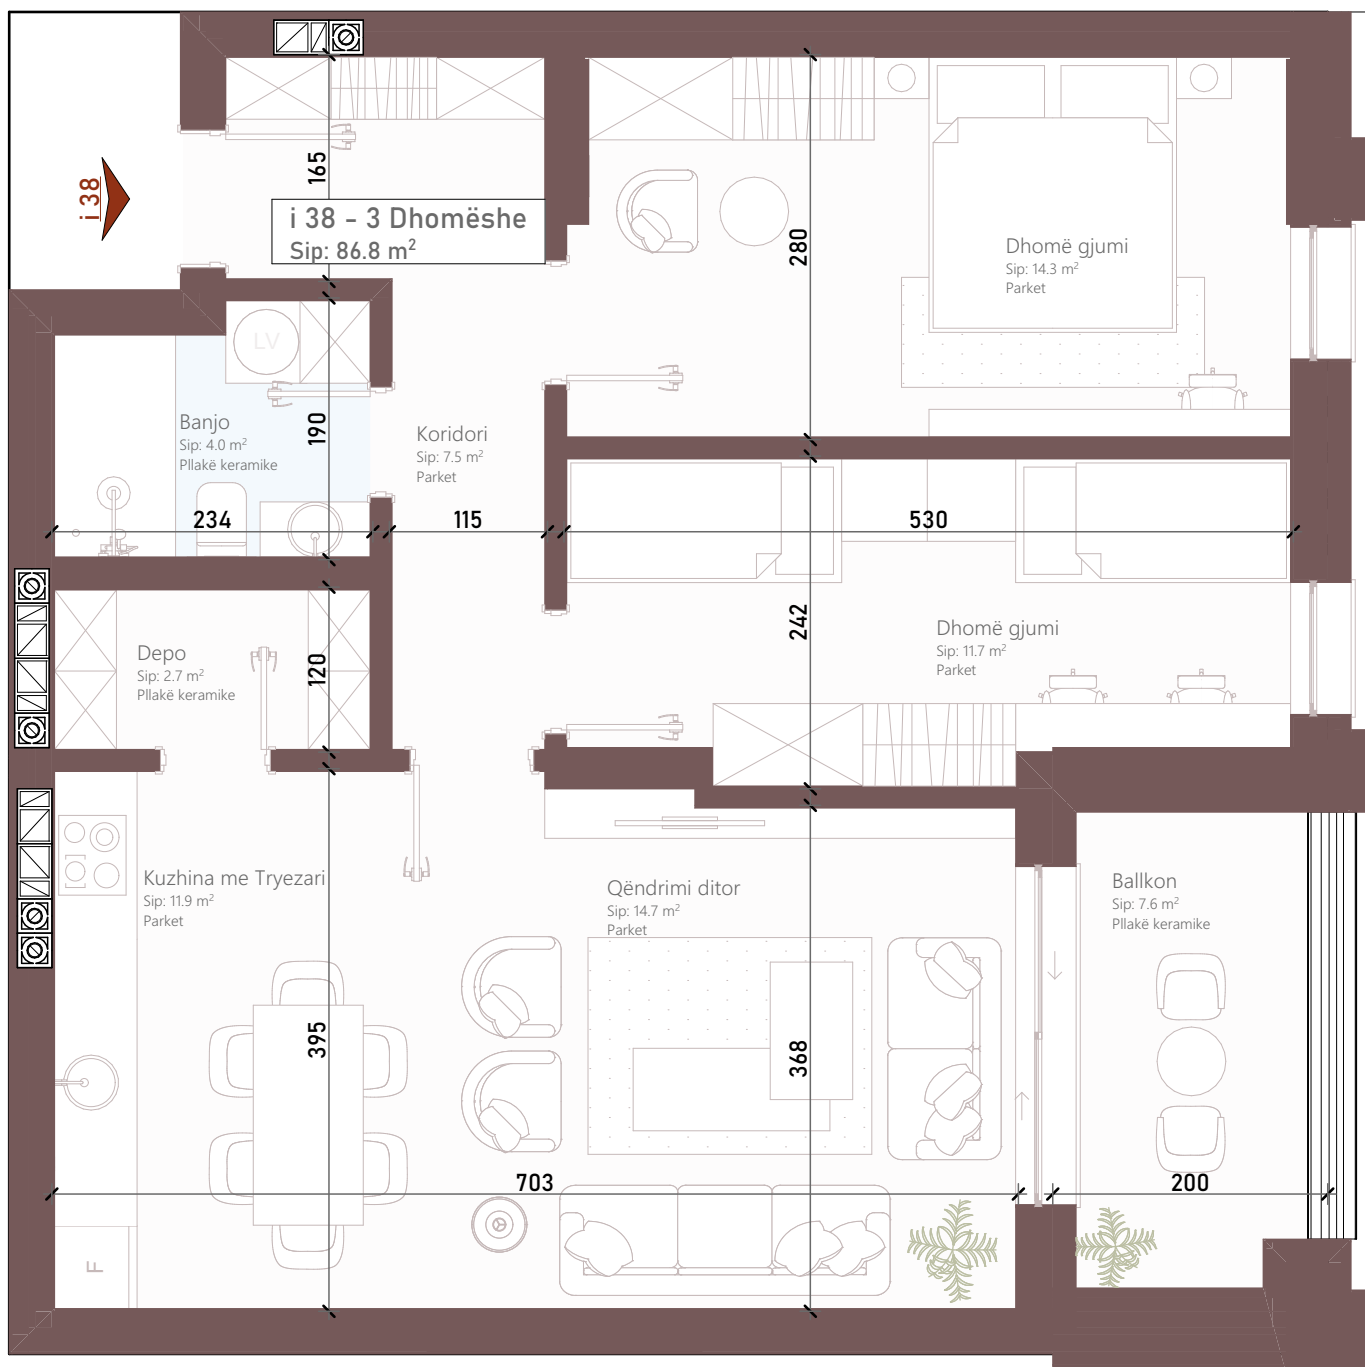 165
i 38
i 38 - 3 Dhomëshe
Sip: 86.8 m²
280
Dhomë gjumi
Sip: 14.3 m²
Parket
LV
Banjo
Sip: 4.0 m²
Pllakë keramike
190
Koridori
Sip: 7.5 m²
Parket
234
115
530
242
Dhomë gjumi
Sip: 11.7 m²
Parket
Depo
Sip: 2.7 m²
Pllakë keramike
120
Kuzhina me Tryezari
Sip: 11.9 m²
Parket
Qëndrimi ditor
Sip: 14.7 m²
Parket
Ballkon
Sip: 7.6 m²
Pllakë keramike
395
368
703
200
F